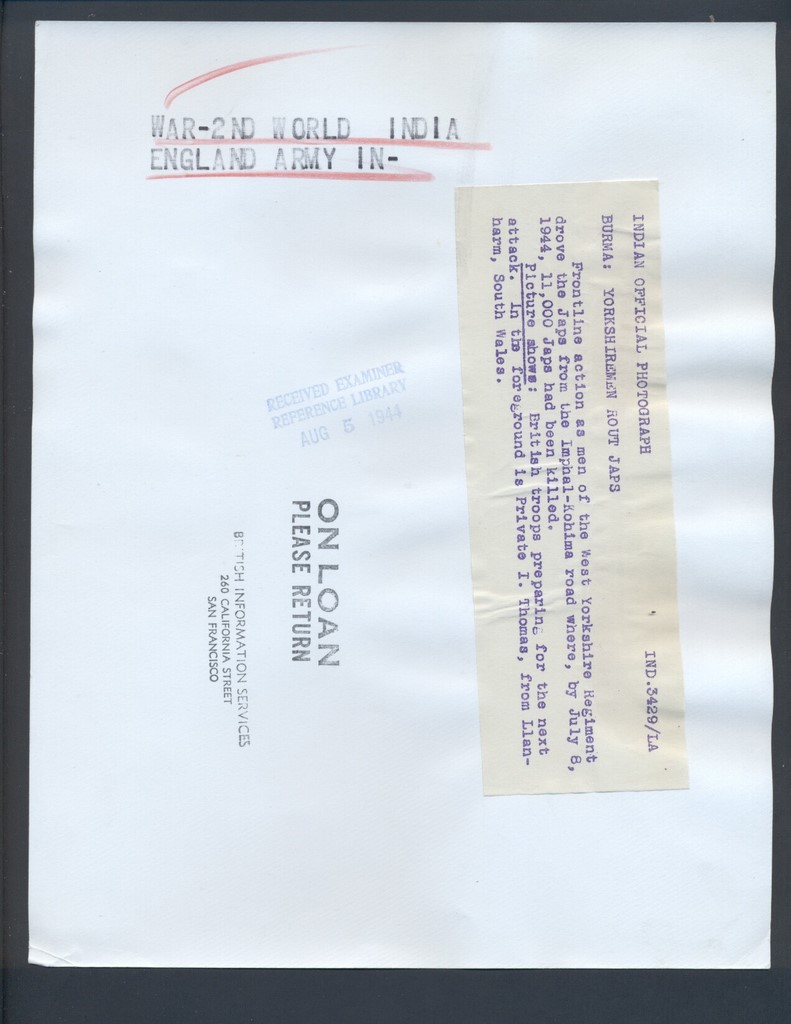 WAR-2ND WORLD INDIA
ENGLAND ARMY IN-
INDIAN OFFICIAL PHOTOGRAPH IND.3429/LA
BURMA: YORKSHIREMEN ROUT JAPS
Frontline action as men of the West Yorkshire Regiment
drove the Japs from the Imphal-Kohima road where, by July 8,
1944, 11,000 Japs had been killed.
Picture shows: British troops preparing for the next
attack. In the foreground is Private I. Thomas, from Llan-
harm, South Wales.
RECEIVED EXAMINER
REFERENCE LIBRARY
AUG 5 1944
ON LOAN
PLEASE RETURN
BRITISH INFORMATION SERVICES
260 CALIFORNIA STREET
SAN FRANCISCO